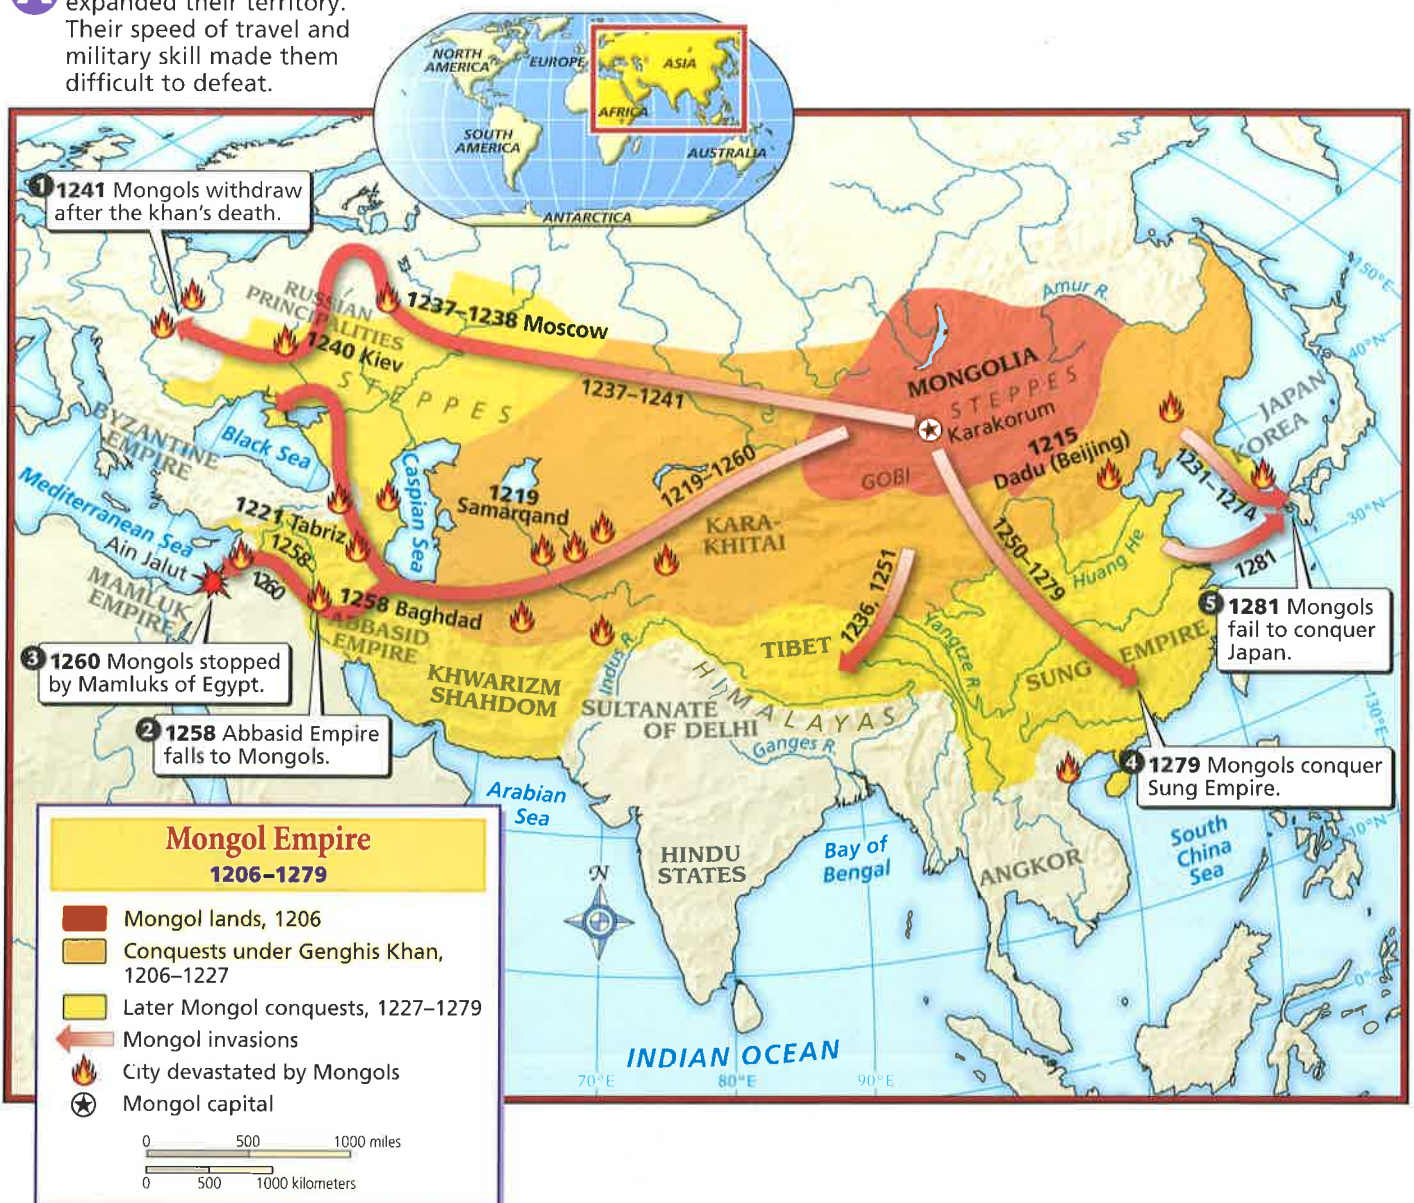 expanded their territory.
Their speed of travel and
military skill made them
difficult to defeat.
NORTH
AMERICA
EUROPE
ASIA
AFRICA
SOUTH
AMERICA
AUSTRALIA
ANTARCTICA
1 1241 Mongols withdraw
after the khan's death.
RUSSIAN
PRINCIPALITIES
1237–1238 Moscow
1240 Kiev
STEPPES
1237–1241
Amur R.
150°E
40°N
MONGOLIA
STEPPES
Karakorum
GOBI
1215
Dadu (Beijing)
JAPAN
KOREA
1231–1274
30°N
BYZANTINE
EMPIRE
Black Sea
Caspian Sea
Mediterranean Sea
1221 Tabriz
1258
Ain Jalut
1260
MAMLUK
EMPIRE
1219
Samarqand
1219–1260
KARA-
KHITAI
1250–1279
Huang He
1281
1258 Baghdad
ABBASID
EMPIRE
1236, 1251
TIBET
Yangtze R.
SUNG EMPIRE
5 1281 Mongols
fail to conquer
Japan.
3 1260 Mongols stopped
by Mamluks of Egypt.
KHWARIZM
SHAHDOM
Indus R.
HIMALAYAS
SULTANATE
OF DELHI
Ganges R.
130°E
2 1258 Abbasid Empire
falls to Mongols.
4 1279 Mongols conquer
Sung Empire.
Arabian
Sea
HINDU
STATES
Bay of
Bengal
ANGKOR
South
China
Sea
10°N
0°
N
INDIAN OCEAN
70°E
80°E
90°E
Mongol Empire
1206–1279
Mongol lands, 1206
Conquests under Genghis Khan,
1206–1227
Later Mongol conquests, 1227–1279
Mongol invasions
City devastated by Mongols
Mongol capital
0 500 1000 miles
0 500 1000 kilometers